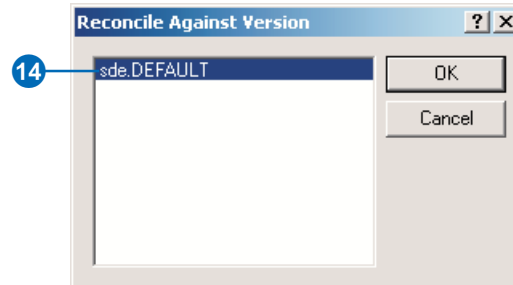 Reconcile Against Version
? X
14
sde.DEFAULT
OK
Cancel